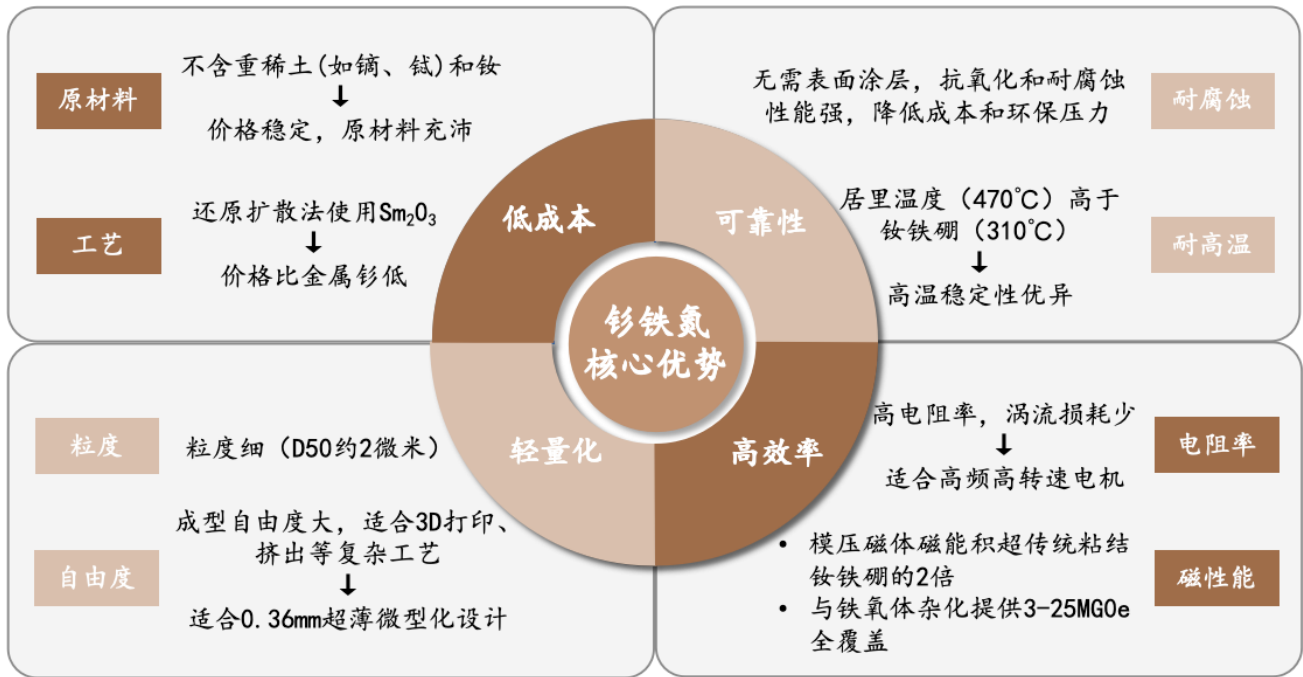 原材料
不含重稀土(如镝、铽)和钕
↓
价格稳定，原材料充沛
工艺
还原扩散法使用Sm₂O₃
↓
价格比金属钐低
低成本
无需表面涂层，抗氧化和耐腐蚀
性能强，降低成本和环保压力
耐腐蚀
居里温度（470℃）高于
钕铁硼（310℃）
↓
高温稳定性优异
耐高温
可靠性
钐铁氮
核心优势
粒度
粒度细（D50约2微米）
自由度
成型自由度大，适合3D打印、
挤出等复杂工艺
↓
适合0.36mm超薄微型化设计
轻量化
高效率
高电阻率，涡流损耗少
↓
适合高频高转速电机
电阻率
• 模压磁体磁能积超传统粘结
钕铁硼的2倍
• 与铁氧体杂化提供3-25MGOe
全覆盖
磁性能